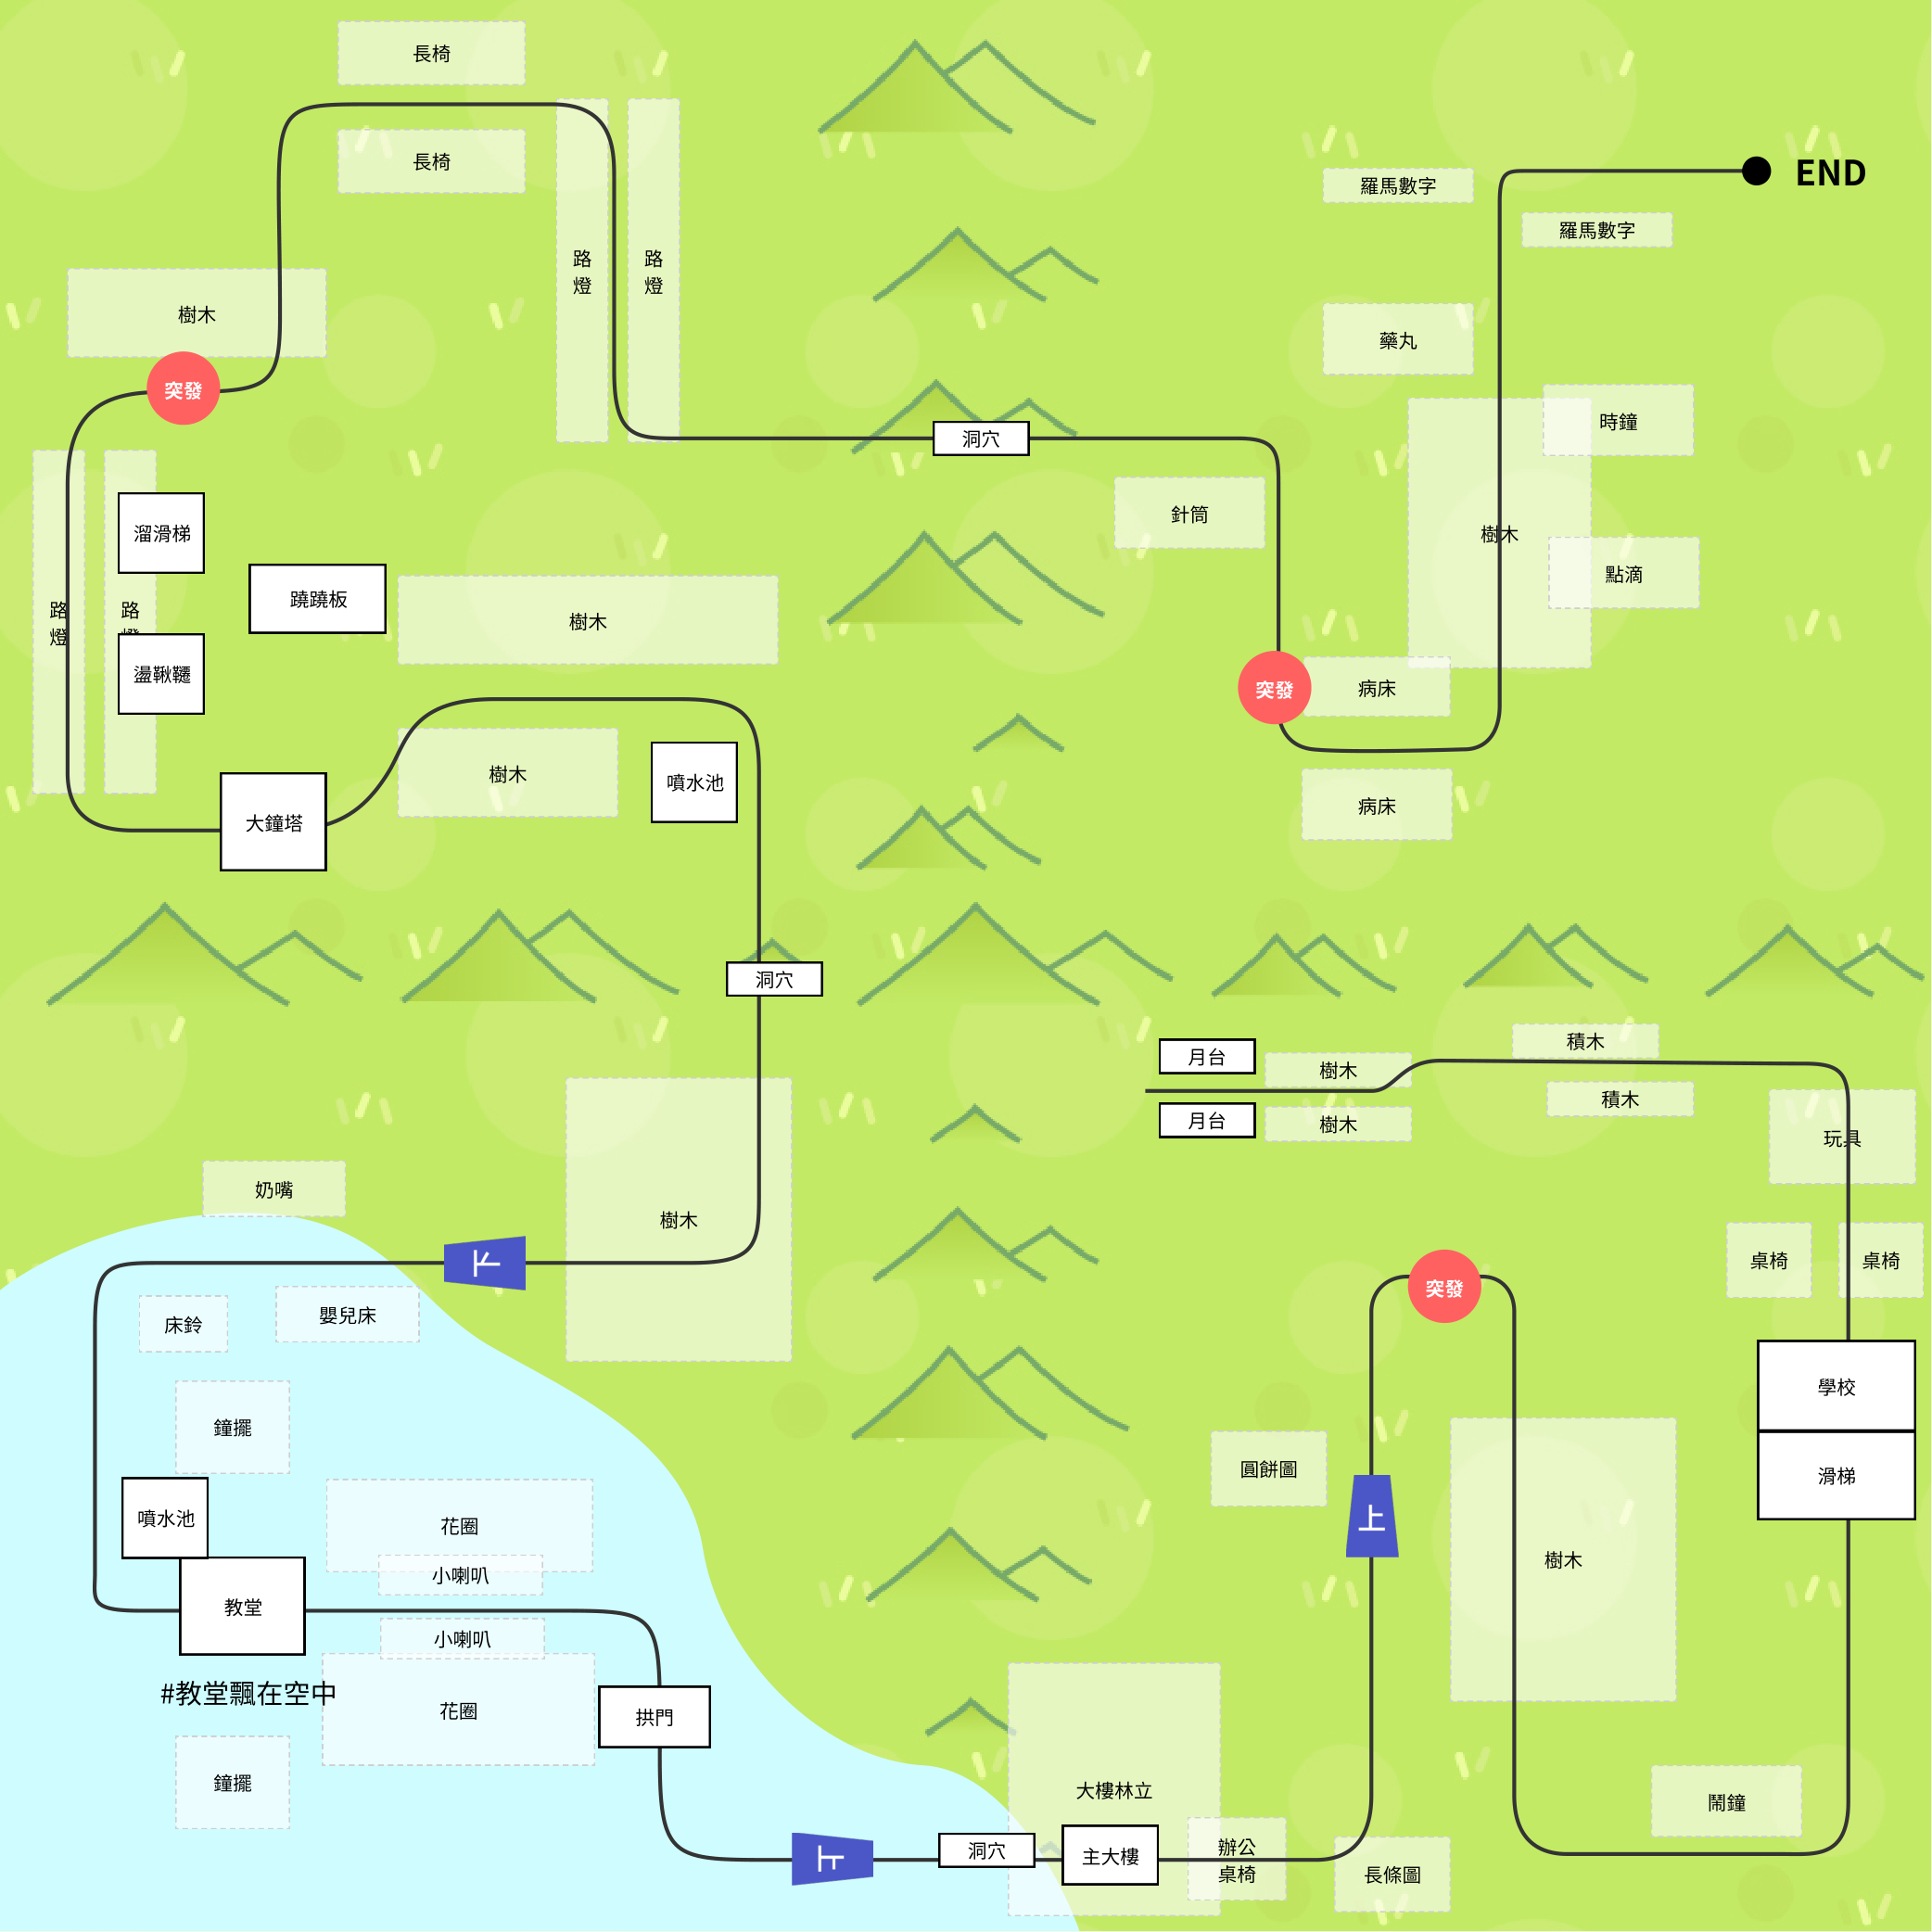 長椅
長椅
路
燈
路
燈
羅馬數字
END
羅馬數字
樹木
突發
藥丸
時鐘
洞穴
針筒
樹木
溜滑梯
點滴
蹺蹺板
路
燈
路
燈
樹木
盪鞦韆
突發
病床
樹木
噴水池
病床
大鐘塔
洞穴
月台
樹木
積木
月台
樹木
積木
玩具
奶嘴
樹木
下
桌椅
桌椅
突發
床鈴
嬰兒床
學校
鐘擺
圓餅圖
滑梯
噴水池
花圈
上
小喇叭
樹木
教堂
小喇叭
#教堂飄在空中
花圈
拱門
鐘擺
大樓林立
鬧鐘
上
洞穴
主大樓
辦公
桌椅
長條圖